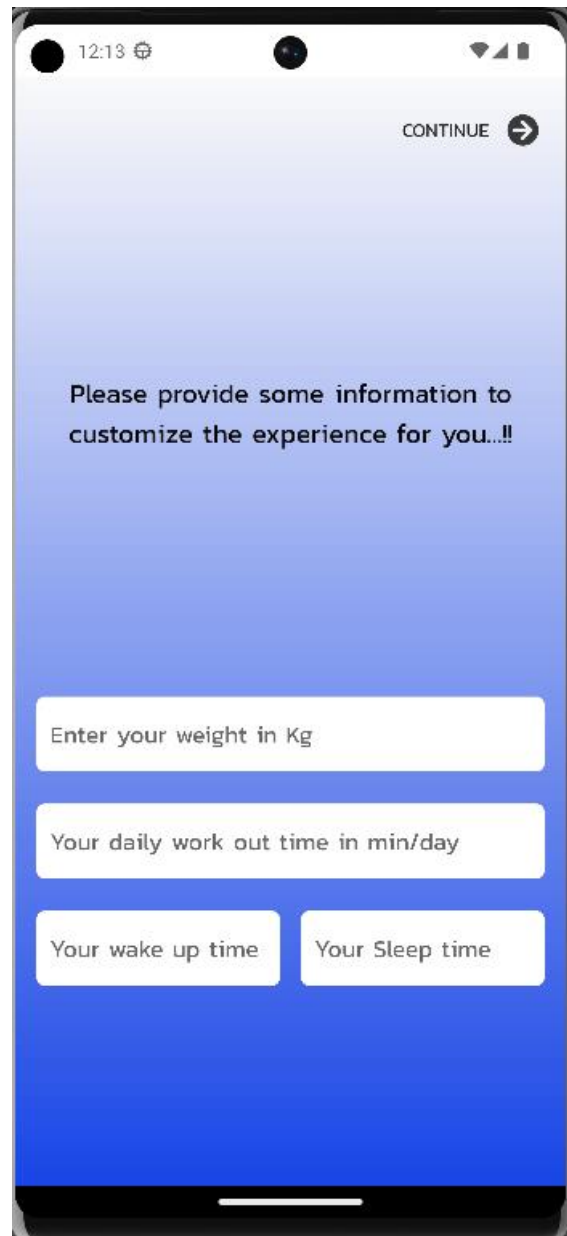 12:13
CONTINUE
Please provide some information to
customize the experience for you...!!
Enter your weight in Kg
Your daily work out time in min/day
Your wake up time
Your Sleep time